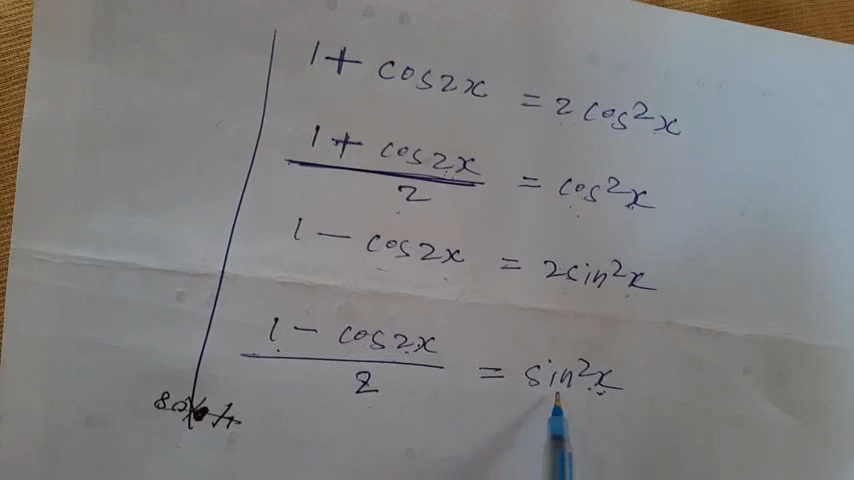 1 + cos2x = 2cos²x
1 + cos2x / 2 = cos²x
1 - cos2x = 2sin²x
1 - cos2x / 2 = sin²x